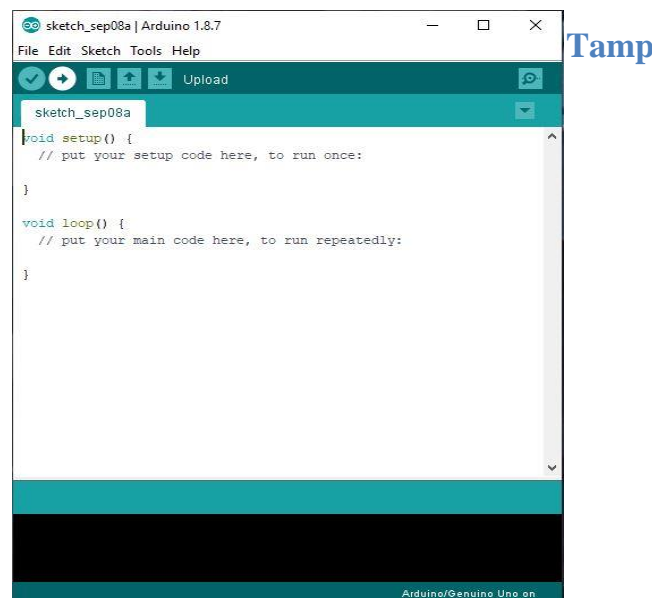 sketch_sep08a | Arduino 1.8.7
Tamp
File Edit Sketch Tools Help
Upload
sketch_sep08a
void setup() {
// put your setup code here, to run once:
}
void loop() {
// put your main code here, to run repeatedly:
}
Arduino/Genuino Uno on